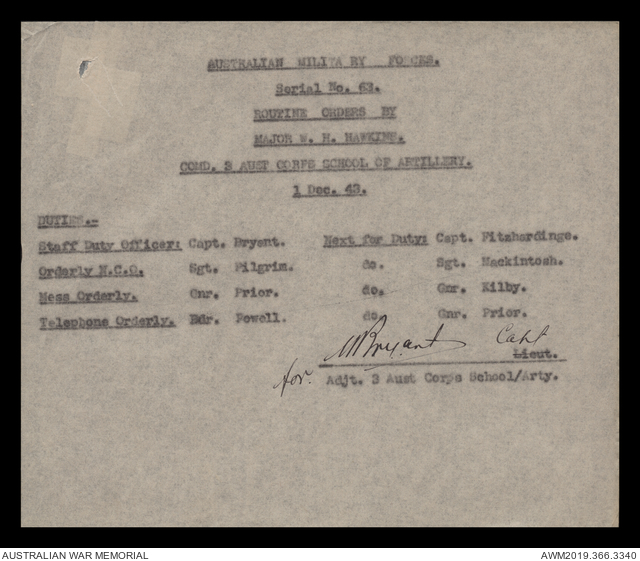 AUSTRALIAN MILITARY FORCES.
Serial No. 63.
ROUTINE ORDERS BY
MAJOR W. H. HAWKINS.
COMD. 3 AUST CORPS SCHOOL OF ARTILLERY.
1 Dec. 43.
DUTIES.-
Staff Duty Officer: Capt. Bryant. Next for Duty: Capt. Fitzhardinge.
Orderly N.C.O. Sgt. Pilgrim. do. Sgt. Mackintosh.
Mess Orderly. Gnr. Prior. do. Gnr. Kilby.
Telephone Orderly. Bdr. Powell. do. Gnr. Prior.
MBryant Capt
Lieut.
for. Adjt. 3 Aust Corps School/Arty.
AUSTRALIAN WAR MEMORIAL AWM2019.366.3340